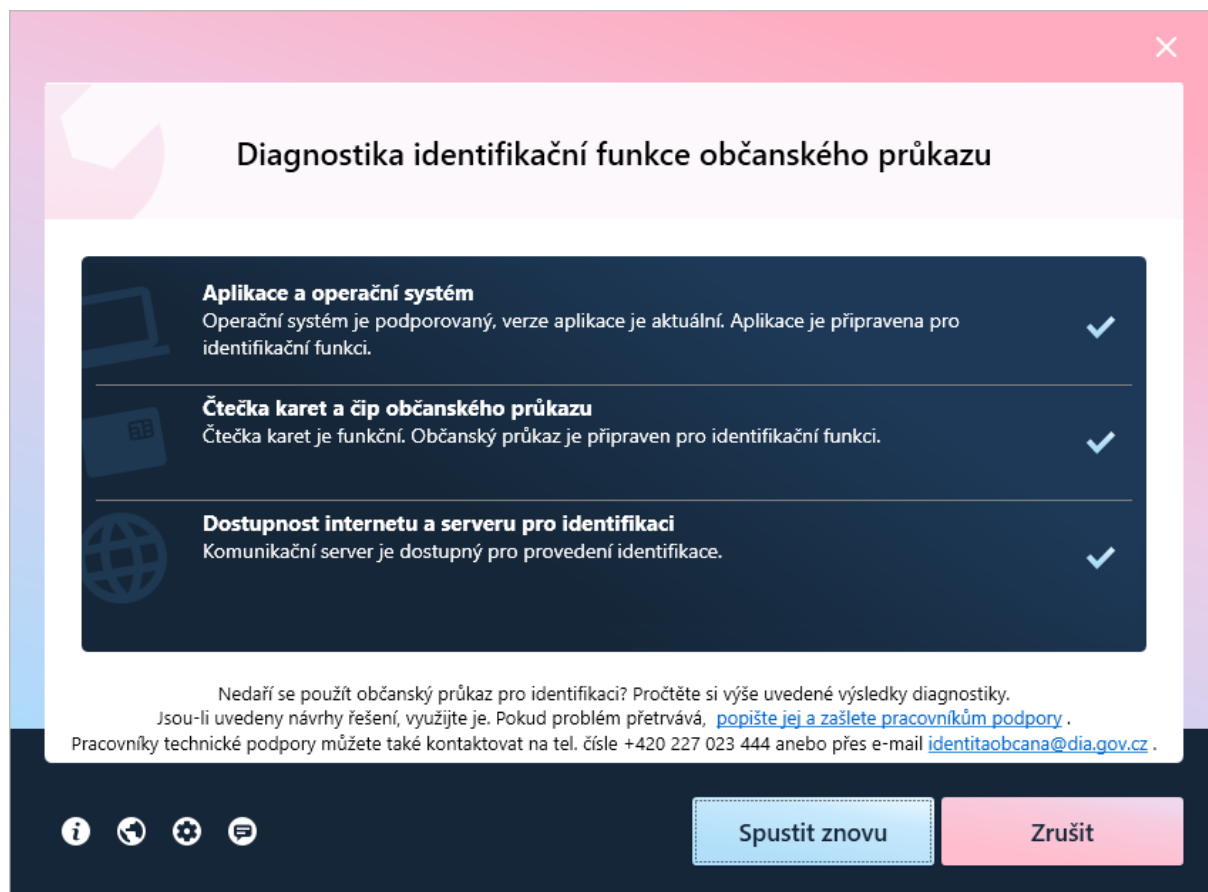 Diagnostika identifikační funkce občanského průkazu
Aplikace a operační systém
Operační systém je podporovaný, verze aplikace je aktuální. Aplikace je připravena pro
identifikační funkci.
Čtečka karet a čip občanského průkazu
Čtečka karet je funkční. Občanský průkaz je připraven pro identifikační funkci.
Dostupnost internetu a serveru pro identifikaci
Komunikační server je dostupný pro provedení identifikace.
Nedaří se použít občanský průkaz pro identifikaci? Pročtěte si výše uvedené výsledky diagnostiky.
Jsou-li uvedeny návrhy řešení, využijte je. Pokud problém přetrvává, popište jej a zašlete pracovníkům podpory .
Pracovníky technické podpory můžete také kontaktovat na tel. čísle +420 227 023 444 anebo přes e-mail identitaobcana@dia.gov.cz .
Spustit znovu
Zrušit